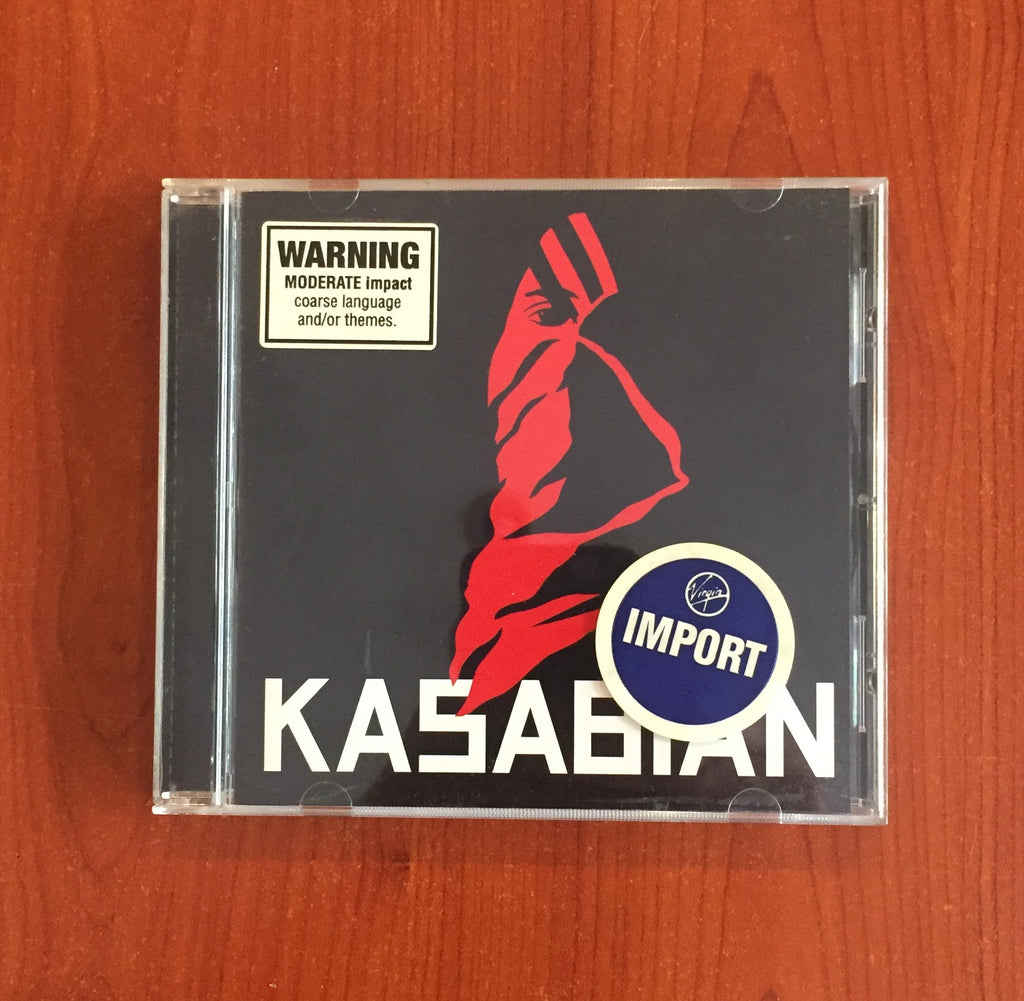 WARNING
MODERATE impact
coarse language
and/or themes.
Virgin
IMPORT
KASABIAN